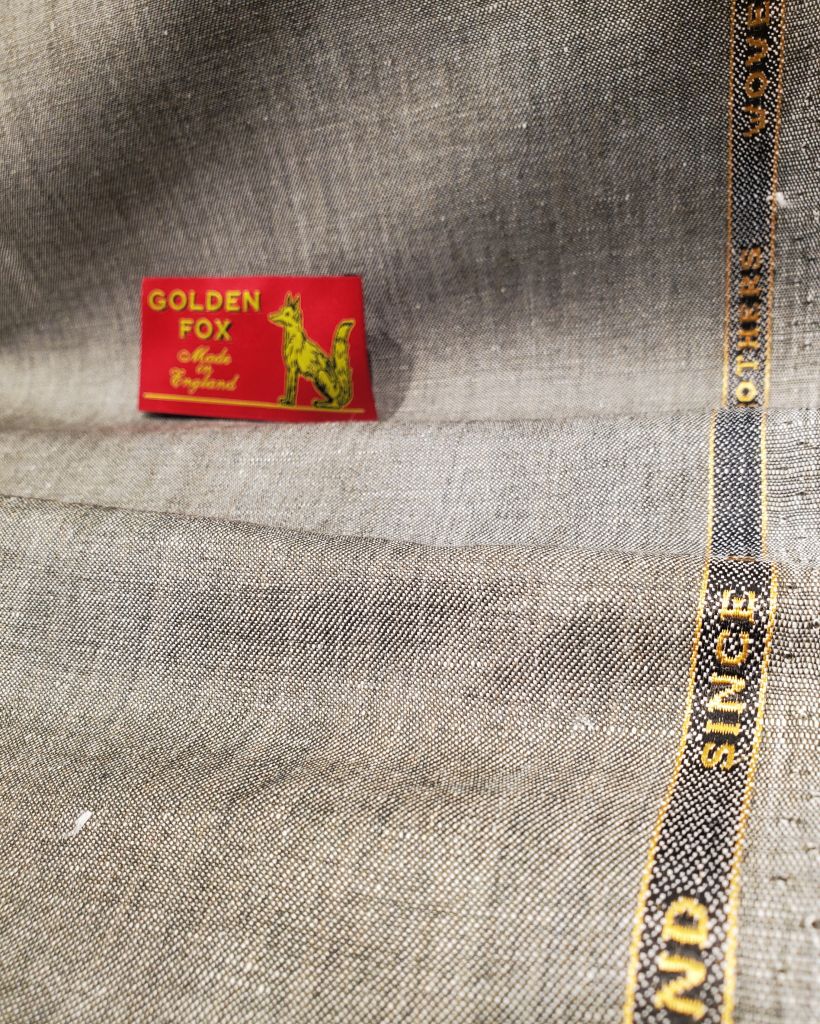 GOLDEN
FOX
Made
in
England
OTHERS WOVE
ND SINCE